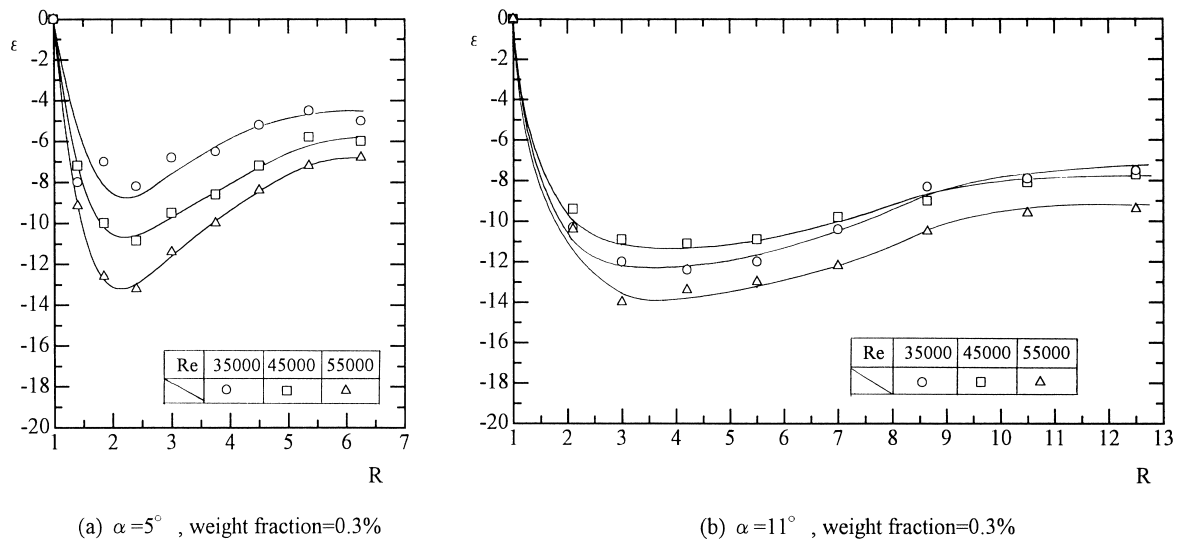 0
-2
-4
-6
-8
-10
-12
-14
-16
-18
-20
ε
1 2 3 4 5 6 7
R
Re 35000 45000 55000
(a) α=5° , weight fraction=0.3%
0
-2
-4
-6
-8
-10
-12
-14
-16
-18
-20
ε
1 2 3 4 5 6 7 8 9 10 11 12 13
R
Re 35000 45000 55000
(b) α=11° , weight fraction=0.3%